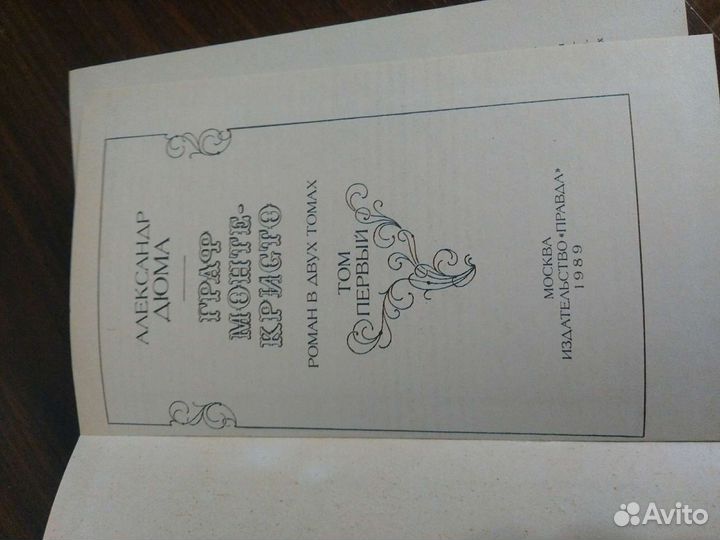 АЛЕКСАНДР
ДЮМА
ГРАФ
МОНТЕ-
КРИСТО
РОМАН В ДВУХ ТОМАХ
ТОМ
ПЕРВЫЙ
МОСКВА
ИЗДАТЕЛЬСТВО «ПРАВДА»
1989
Avito